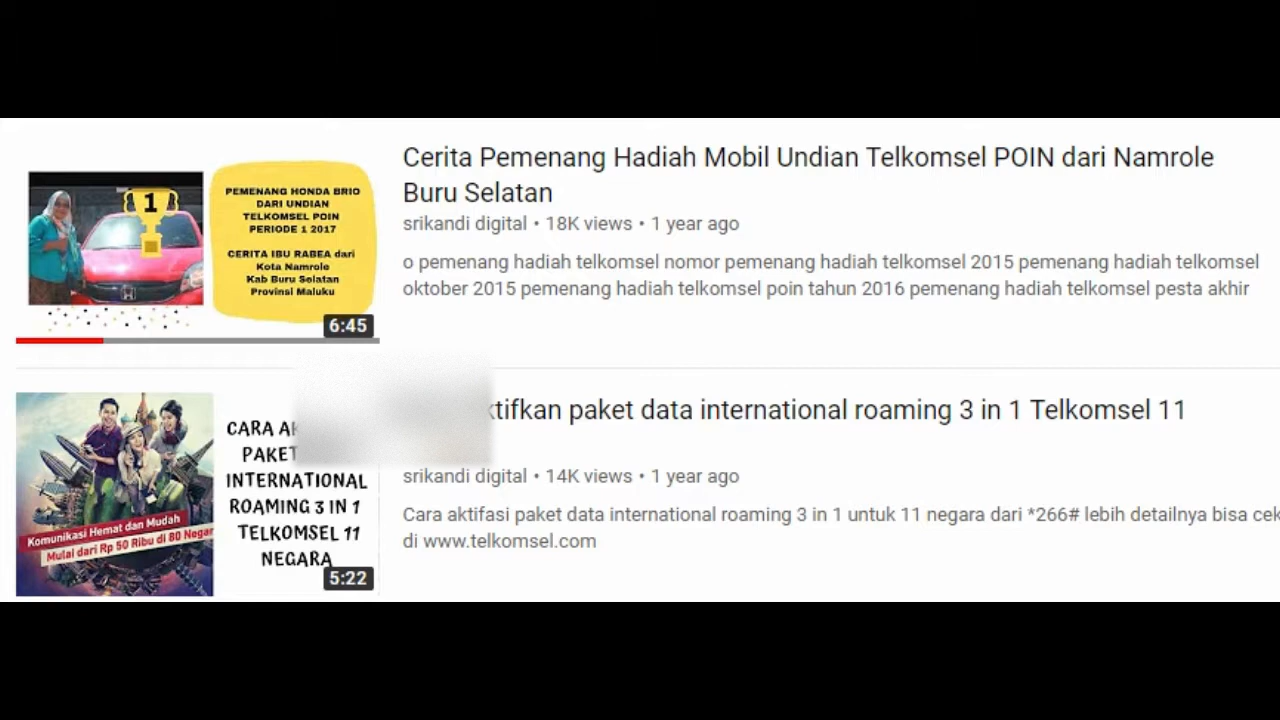 Cerita Pemenang Hadiah Mobil Undian Telkomsel POIN dari Namrole
Buru Selatan
srikandi digital • 18K views • 1 year ago
o pemenang hadiah telkomsel nomor pemenang hadiah telkomsel 2015 pemenang hadiah telkomsel
oktober 2015 pemenang hadiah telkomsel poin tahun 2016 pemenang hadiah telkomsel pesta akhir
1
PEMENANG HONDA BRIO
DARI UNDIAN
TELKOMSEL POIN
PERIODE 1 2017
CERITA IBU RABEA dari
Kota Namrole
Kab Buru Selatan
Provinsi Maluku
6:45
ktifkan paket data international roaming 3 in 1 Telkomsel 11
srikandi digital • 14K views • 1 year ago
Cara aktifasi paket data international roaming 3 in 1 untuk 11 negara dari *266# lebih detailnya bisa cek
di www.telkomsel.com
Komunikasi Hemat dan Mudah
Mulai dari Rp 50 Ribu di 80 Negar
CARA AK
PAKET
INTERNATIONAL
ROAMING 3 IN 1
TELKOMSEL 11
NEGARA
5:22